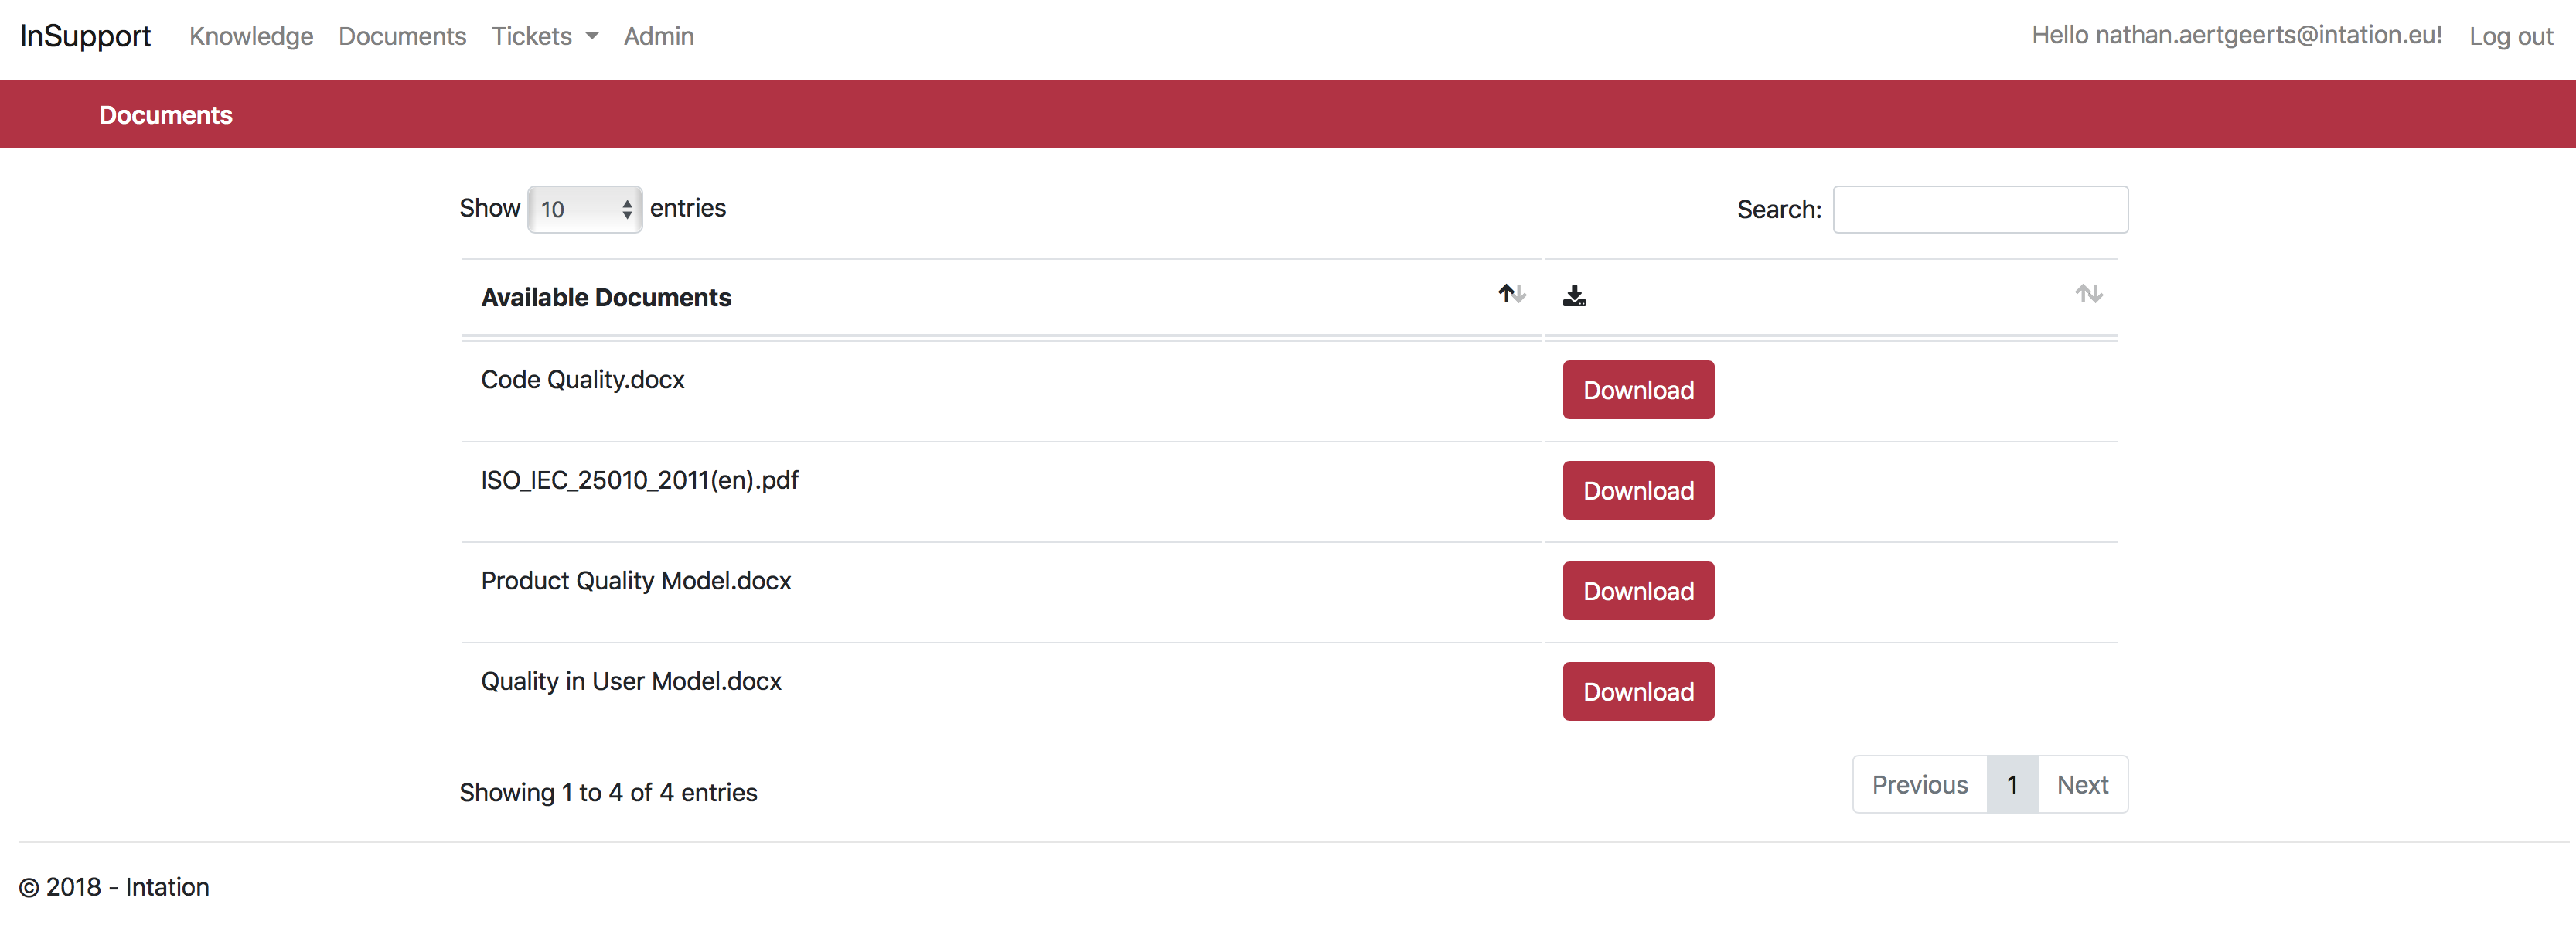 InSupport Knowledge Documents Tickets Admin Hello nathan.aertgeerts@intation.eu! Log out
Documents
Show 10 entries Search:
Available Documents
Code Quality.docx Download
ISO_IEC_25010_2011(en).pdf Download
Product Quality Model.docx Download
Quality in User Model.docx Download
Showing 1 to 4 of 4 entries Previous 1 Next
© 2018 - Intation